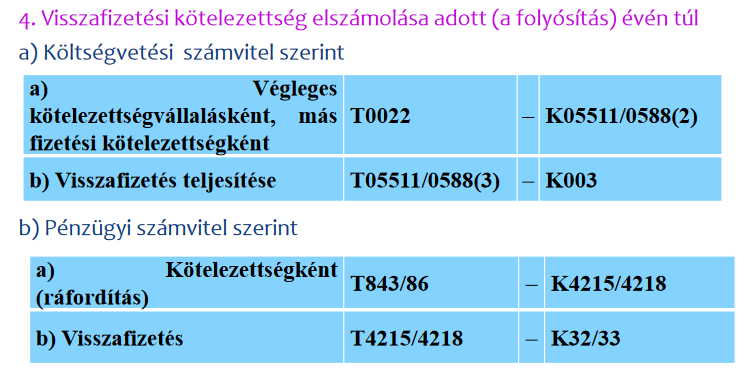 4. Visszafizetési kötelezettség elszámolása adott (a folyósítás) évén túl
a) Költségvetési számvitel szerint
a) Végleges
kötelezettségvállalásként, más T0022 – K05511/0588(2)
fizetési kötelezettségként
b) Visszafizetés teljesítése T05511/0588(3) – K003
b) Pénzügyi számvitel szerint
a) Kötelezettségként
(ráfordítás) T843/86 – K4215/4218
b) Visszafizetés T4215/4218 – K32/33